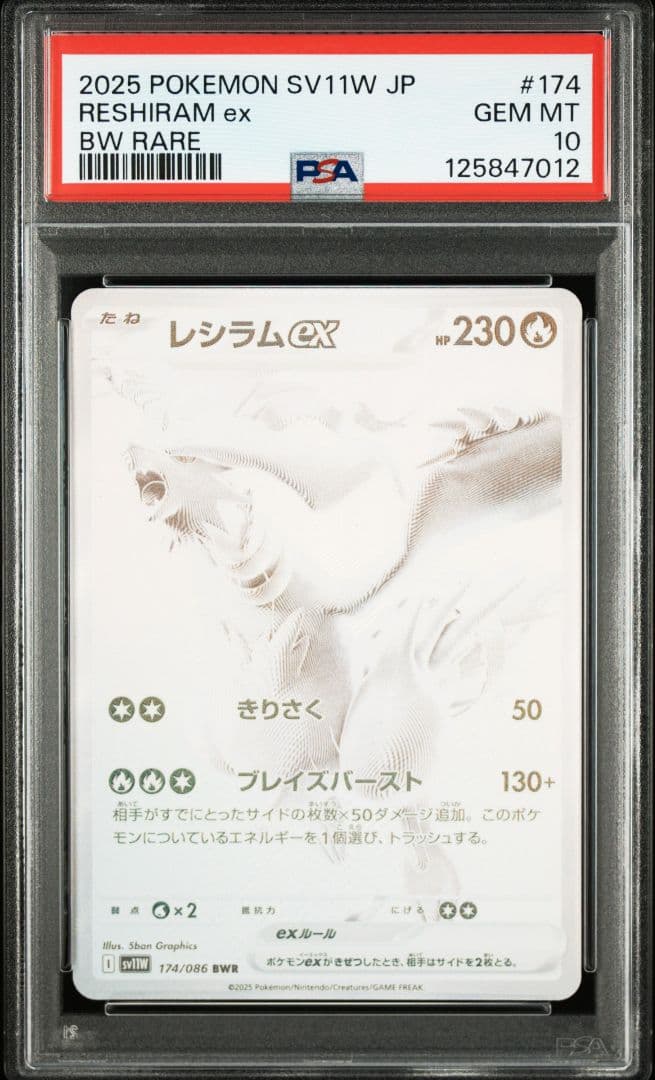 2025 POKEMON SV11W JP #174
RESHIRAM ex GEM MT
BW RARE 10
PSA 125847012
たね レシラムex HP 230
きりさく 50
ブレイズバースト 130+
相手がすでにとったサイドの枚数×50ダメージ追加。このポケ
モンについているエネルギーを1個選び、トラッシュする。
弱点 ×2 抵抗力 にげる
exルール
Illus. 5ban Graphics
ポケモンexがきぜつしたとき、相手はサイドを2枚とる。
I SV11W 174/086 BWR
©2025 Pokémon/Nintendo/Creatures/GAME FREAK.
PSA